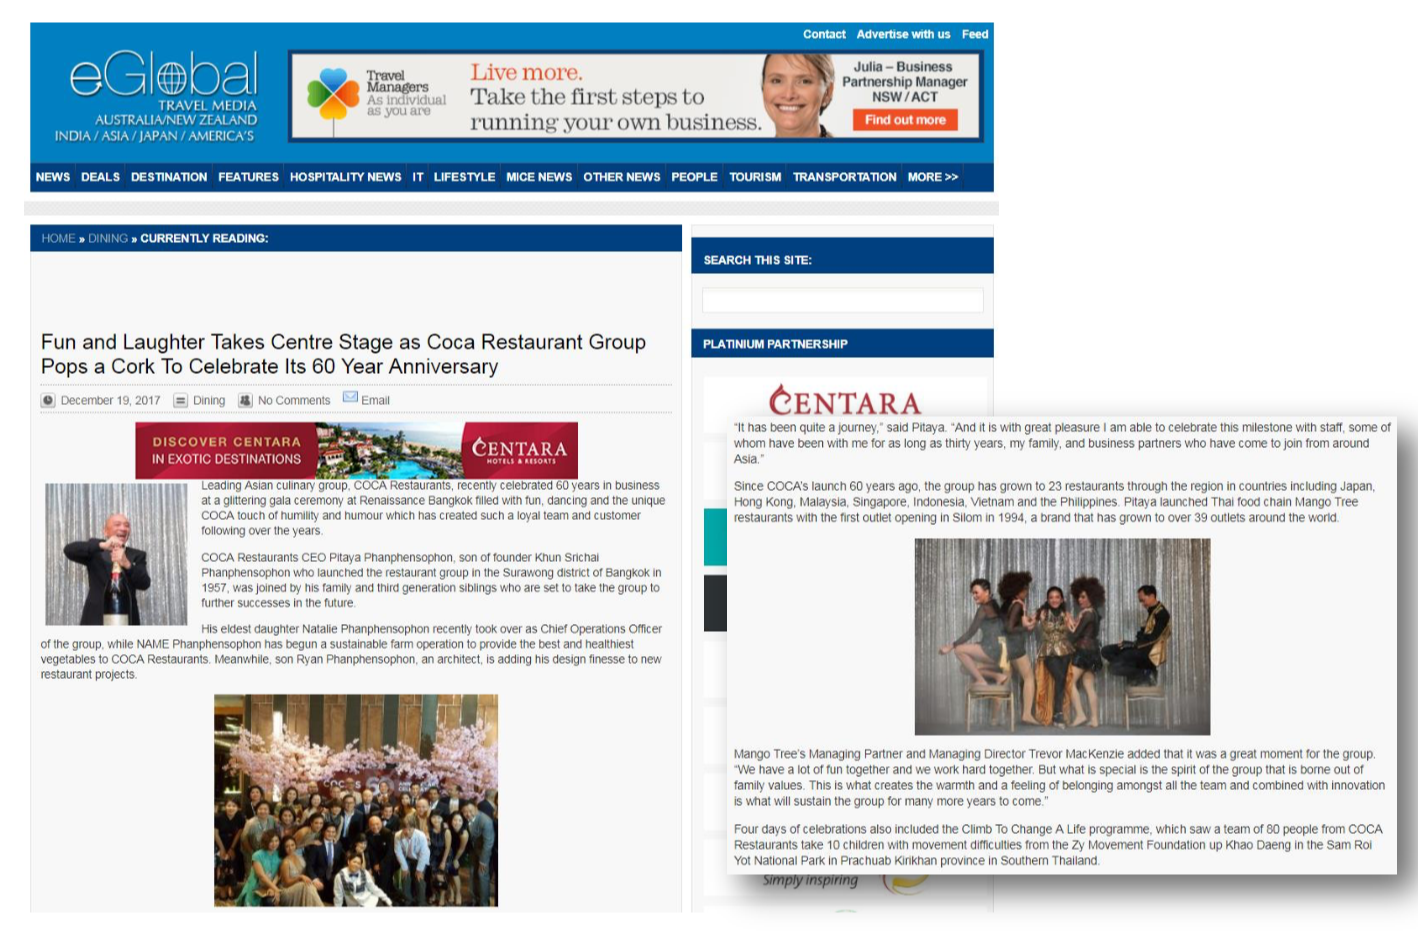 Contact Advertise with us Feed
eGlobal
TRAVEL MEDIA
AUSTRALIA/NEW ZEALAND
INDIA / ASIA / JAPAN / AMERICA'S
Travel
Managers
As individual
as you are
Live more.
Take the first steps to
running your own business.
Julia – Business
Partnership Manager
NSW / ACT
Find out more
NEWS DEALS DESTINATION FEATURES HOSPITALITY NEWS IT LIFESTYLE MICE NEWS OTHER NEWS PEOPLE TOURISM TRANSPORTATION MORE >>
HOME » DINING » CURRENTLY READING:
Fun and Laughter Takes Centre Stage as Coca Restaurant Group
Pops a Cork To Celebrate Its 60 Year Anniversary
December 19, 2017 Dining No Comments Email
DISCOVER CENTARA
IN EXOTIC DESTINATIONS
CENTARA
HOTELS & RESORTS
Leading Asian culinary group, COCA Restaurants, recently celebrated 60 years in business
at a glittering gala ceremony at Renaissance Bangkok filled with fun, dancing and the unique
COCA touch of humility and humour which has created such a loyal team and customer
following over the years.
COCA Restaurants CEO Pitaya Phanphensophon, son of founder Khun Srichai
Phanphensophon who launched the restaurant group in the Surawong district of Bangkok in
1957, was joined by his family and third generation siblings who are set to take the group to
further successes in the future.
His eldest daughter Natalie Phanphensophon recently took over as Chief Operations Officer
of the group, while NAME Phanphensophon has begun a sustainable farm operation to provide the best and healthiest
vegetables to COCA Restaurants. Meanwhile, son Ryan Phanphensophon, an architect, is adding his design finesse to new
restaurant projects.
SEARCH THIS SITE:
PLATINIUM PARTNERSHIP
CENTARA
"It has been quite a journey," said Pitaya. "And it is with great pleasure I am able to celebrate this milestone with staff, some of
whom have been with me for as long as thirty years, my family, and business partners who have come to join from around
Asia."
Since COCA's launch 60 years ago, the group has grown to 23 restaurants through the region in countries including Japan,
Hong Kong, Malaysia, Singapore, Indonesia, Vietnam and the Philippines. Pitaya launched Thai food chain Mango Tree
restaurants with the first outlet opening in Silom in 1994, a brand that has grown to over 39 outlets around the world.
Mango Tree's Managing Partner and Managing Director Trevor MacKenzie added that it was a great moment for the group.
"We have a lot of fun together and we work hard together. But what is special is the spirit of the group that is borne out of
family values. This is what creates the warmth and a feeling of belonging amongst all the team and combined with innovation
is what will sustain the group for many more years to come."
Four days of celebrations also included the Climb To Change A Life programme, which saw a team of 80 people from COCA
Restaurants take 10 children with movement difficulties from the Zy Movement Foundation up Khao Daeng in the Sam Roi
Yot National Park in Prachuab Kirikhan province in Southern Thailand.
Simply inspiring